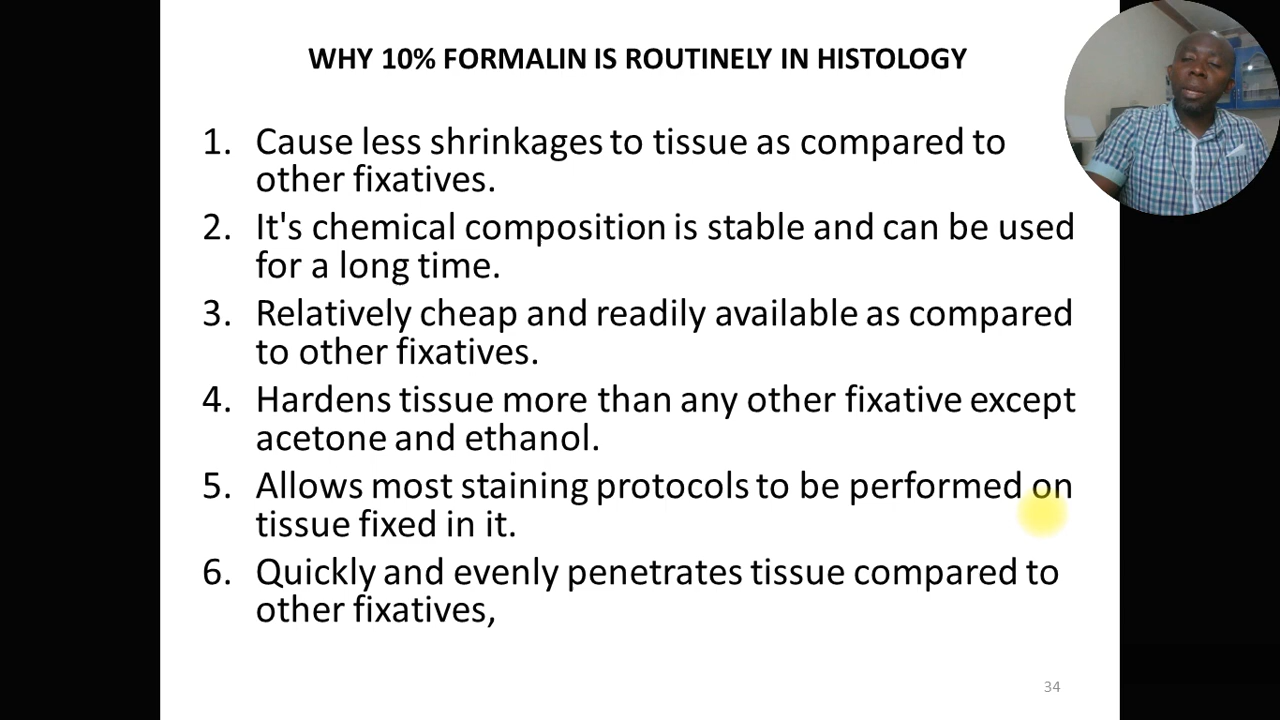 WHY 10% FORMALIN IS ROUTINELY IN HISTOLOGY
1. Cause less shrinkages to tissue as compared to
other fixatives.
2. It's chemical composition is stable and can be used
for a long time.
3. Relatively cheap and readily available as compared
to other fixatives.
4. Hardens tissue more than any other fixative except
acetone and ethanol.
5. Allows most staining protocols to be performed on
tissue fixed in it.
6. Quickly and evenly penetrates tissue compared to
other fixatives,
34